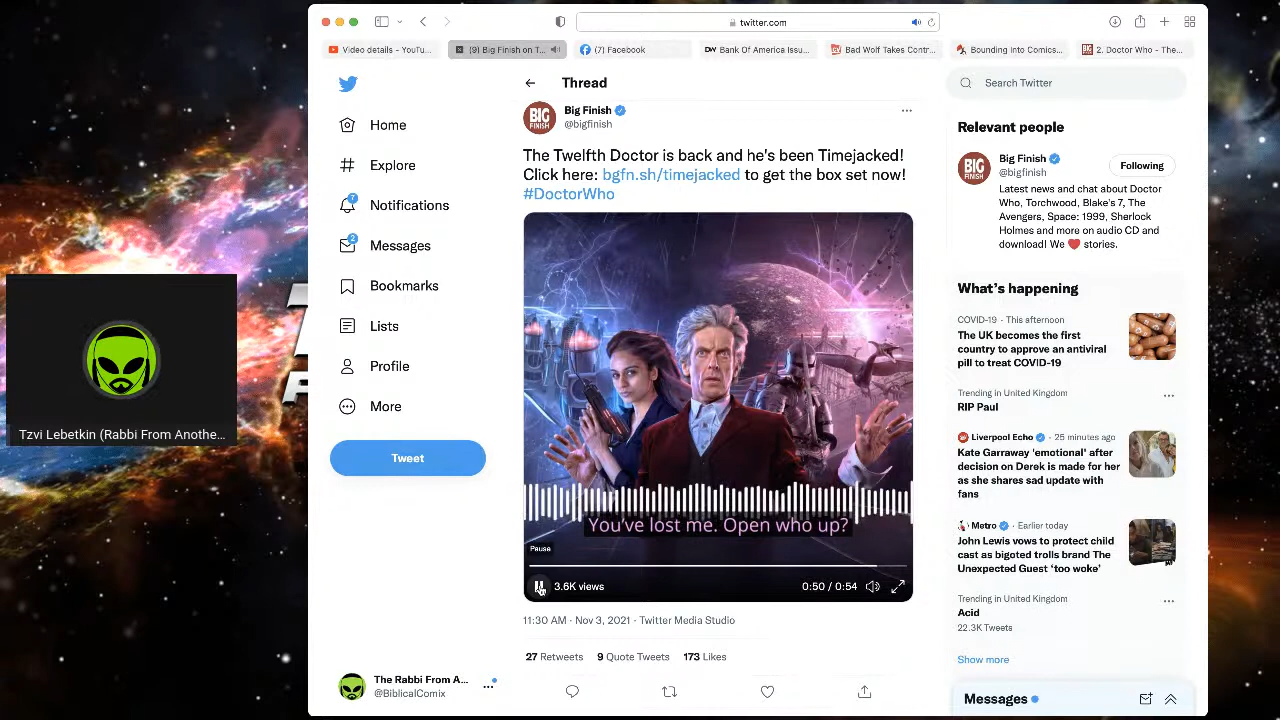 twitter.com
Video details - YouTu...
(9) Big Finish on T...
(7) Facebook
Bank Of America Issu...
Bad Wolf Takes Contr...
Bounding Into Comics...
2. Doctor Who - The...
Home
Explore
7
Notifications
2
Messages
Bookmarks
Lists
Profile
More
Tweet
The Rabbi From A...
@BiblicalComix
Thread
BIG FINISH
Big Finish
@bigfinish
The Twelfth Doctor is back and he's been Timejacked!
Click here: bgfn.sh/timejacked to get the box set now!
#DoctorWho
You've lost me. Open who up?
Pause
3.6K views
0:50 / 0:54
11:30 AM · Nov 3, 2021 · Twitter Media Studio
27 Retweets 9 Quote Tweets 173 Likes
Search Twitter
Relevant people
BIG FINISH
Big Finish
@bigfinish
Following
Latest news and chat about Doctor
Who, Torchwood, Blake's 7, The
Avengers, Space: 1999, Sherlock
Holmes and more on audio CD and
download! We ❤️ stories.
What's happening
COVID-19 · This afternoon
The UK becomes the first
country to approve an antiviral
pill to treat COVID-19
Trending in United Kingdom
RIP Paul
Liverpool Echo · 25 minutes ago
Kate Garraway 'emotional' after
decision on Derek is made for her
as she shares sad update with
fans
Metro · Earlier today
John Lewis vows to protect child
cast as bigoted trolls brand The
Unexpected Guest ‘too woke’
Trending in United Kingdom
Acid
22.3K Tweets
Show more
Messages
Tzvi Lebetkin (Rabbi From Anothe...